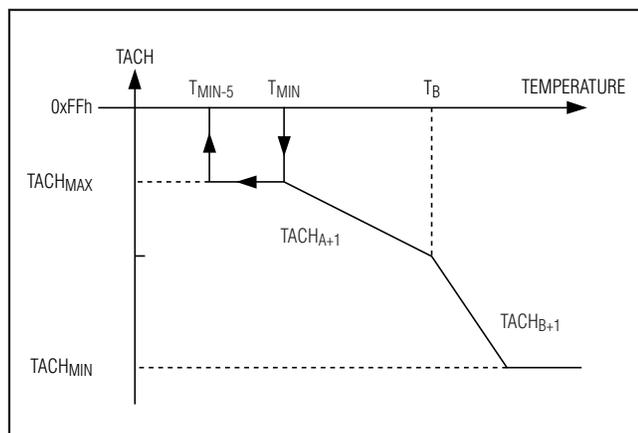 TACH
TMIN-5 TMIN TB TEMPERATURE
0xFFh
TACHMAX
TACHA+1
TACHB+1
TACHMIN